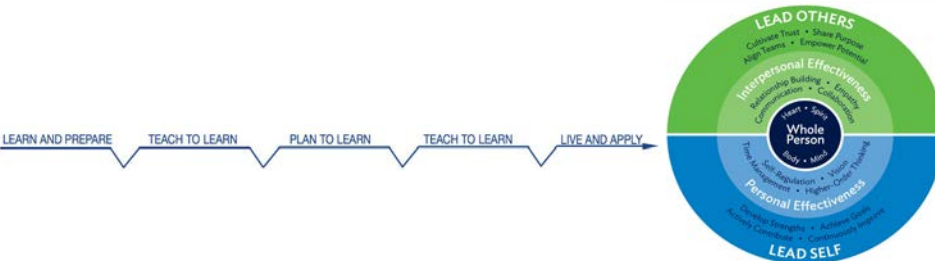 LEARN AND PREPARE
TEACH TO LEARN
PLAN TO LEARN
TEACH TO LEARN
LIVE AND APPLY
LEAD OTHERS
Cultivate Trust • Share Purpose
Align Teams • Empower Potential
Interpersonal Effectiveness
Relationship Building • Empathy
Communication • Collaboration
Heart • Spirit
Whole
Person
Body • Mind
Self-Regulation • Vision
Time Management • Higher-Order Thinking
Personal Effectiveness
Develop Strengths • Achieve Goals
Actively Contribute • Continuously Improve
LEAD SELF